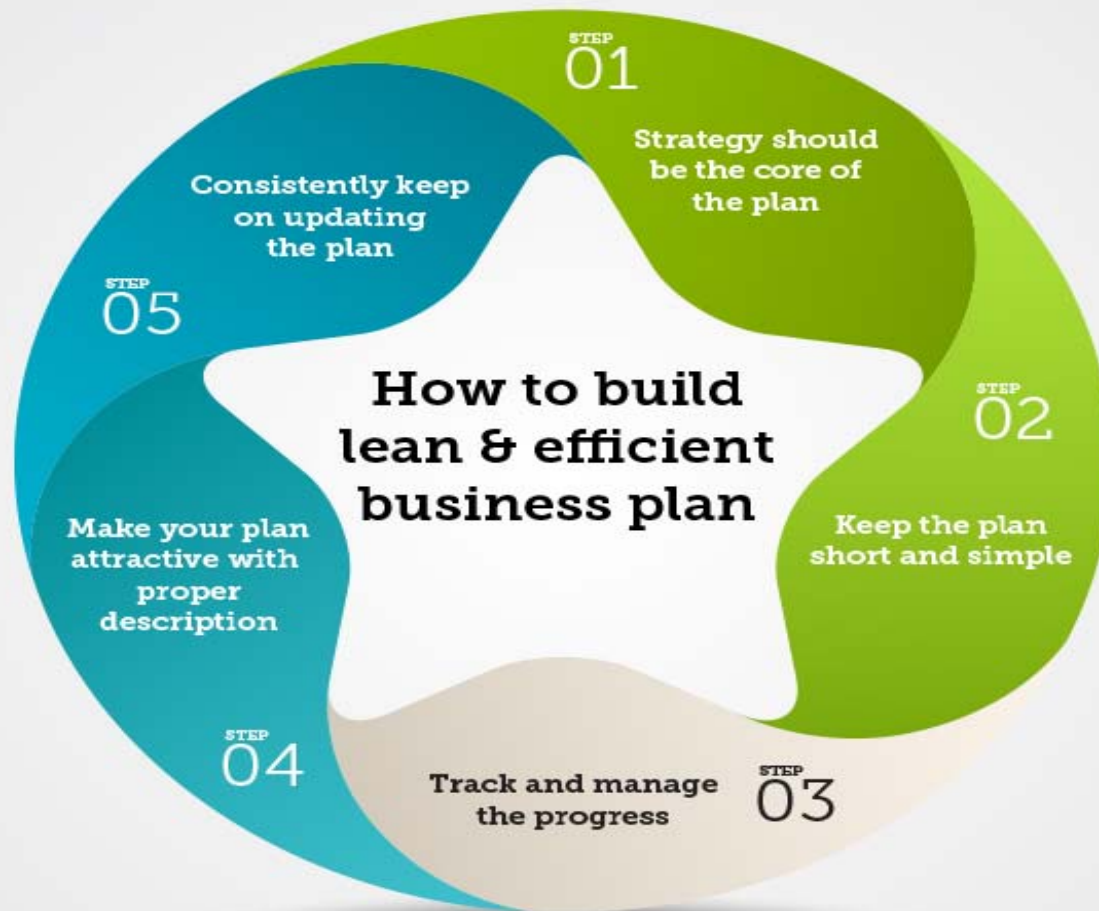 How to build
lean & efficient
business plan
STEP
01
Strategy should
be the core of
the plan
STEP
02
Keep the plan
short and simple
STEP
03
Track and manage
the progress
STEP
04
Make your plan
attractive with
proper
description
STEP
05
Consistently keep
on updating
the plan